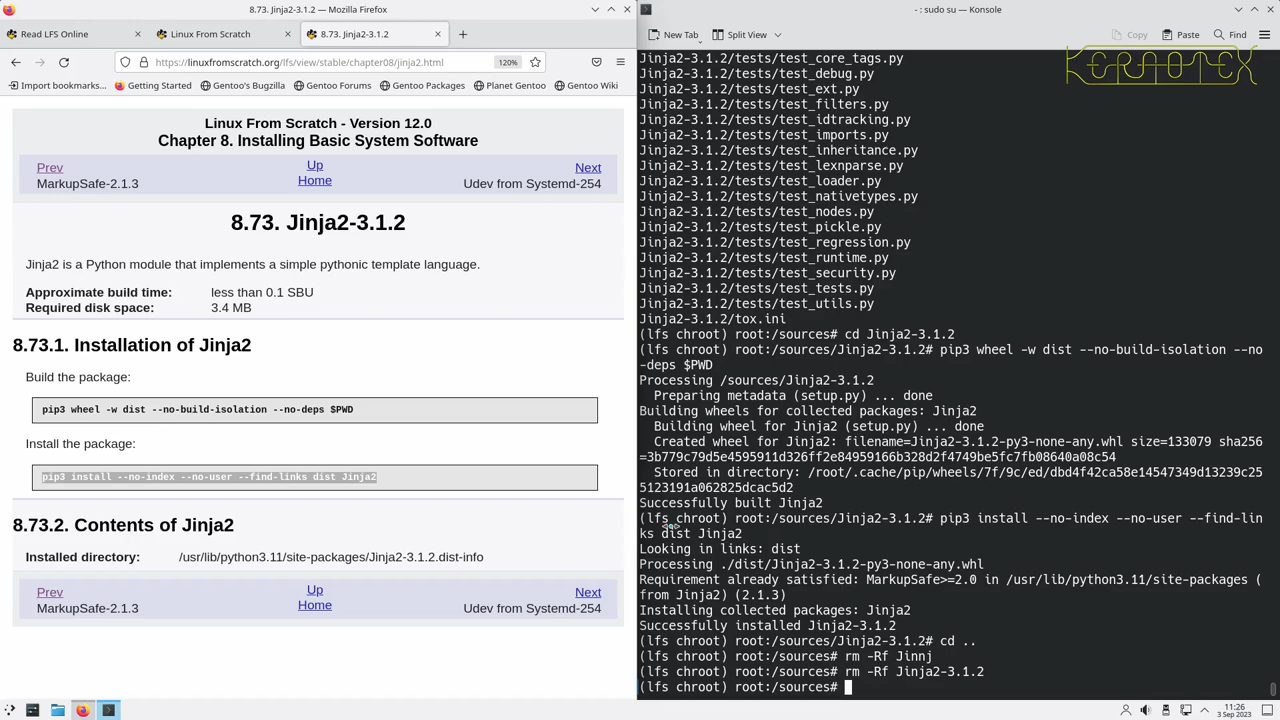 8.73. Jinja2-3.1.2 — Mozilla Firefox
Read LFS Online
Linux From Scratch
8.73. Jinja2-3.1.2
https://linuxfromscratch.org/lfs/view/stable/chapter08/jinja2.html
120%
Import bookmarks...
Getting Started
Gentoo's Bugzilla
Gentoo Forums
Gentoo Packages
Planet Gentoo
Gentoo Wiki
Linux From Scratch - Version 12.0
Chapter 8. Installing Basic System Software
Prev
Up
Next
MarkupSafe-2.1.3
Home
Udev from Systemd-254
8.73. Jinja2-3.1.2
Jinja2 is a Python module that implements a simple pythonic template language.
Approximate build time: less than 0.1 SBU
Required disk space: 3.4 MB
8.73.1. Installation of Jinja2
Build the package:
pip3 wheel -w dist --no-build-isolation --no-deps $PWD
Install the package:
pip3 install --no-index --no-user --find-links dist Jinja2
8.73.2. Contents of Jinja2
Installed directory: /usr/lib/python3.11/site-packages/Jinja2-3.1.2.dist-info
Prev
Up
Next
MarkupSafe-2.1.3
Home
Udev from Systemd-254
- : sudo su — Konsole
New Tab
Split View
Copy
Paste
Find
KERNOTEX
Jinja2-3.1.2/tests/test_core_tags.py
Jinja2-3.1.2/tests/test_debug.py
Jinja2-3.1.2/tests/test_ext.py
Jinja2-3.1.2/tests/test_filters.py
Jinja2-3.1.2/tests/test_idtracking.py
Jinja2-3.1.2/tests/test_imports.py
Jinja2-3.1.2/tests/test_inheritance.py
Jinja2-3.1.2/tests/test_lexnparse.py
Jinja2-3.1.2/tests/test_loader.py
Jinja2-3.1.2/tests/test_nativetypes.py
Jinja2-3.1.2/tests/test_nodes.py
Jinja2-3.1.2/tests/test_pickle.py
Jinja2-3.1.2/tests/test_regression.py
Jinja2-3.1.2/tests/test_runtime.py
Jinja2-3.1.2/tests/test_security.py
Jinja2-3.1.2/tests/test_tests.py
Jinja2-3.1.2/tests/test_utils.py
Jinja2-3.1.2/tox.ini
(lfs chroot) root:/sources# cd Jinja2-3.1.2
(lfs chroot) root:/sources/Jinja2-3.1.2# pip3 wheel -w dist --no-build-isolation --no
-deps $PWD
Processing /sources/Jinja2-3.1.2
Preparing metadata (setup.py) ... done
Building wheels for collected packages: Jinja2
Building wheel for Jinja2 (setup.py) ... done
Created wheel for Jinja2: filename=Jinja2-3.1.2-py3-none-any.whl size=133079 sha256
=3b779c79d5e4595911d326ff2e84959166b328d2f4749be5fc7fb08640a08c54
Stored in directory: /root/.cache/pip/wheels/7f/9c/ed/dbd4f42ca58e14547349d13239c25
5123191a062825dcac5d2
Successfully built Jinja2
(lfs chroot) root:/sources/Jinja2-3.1.2# pip3 install --no-index --no-user --find-lin
ks dist Jinja2
Looking in links: dist
Processing ./dist/Jinja2-3.1.2-py3-none-any.whl
Requirement already satisfied: MarkupSafe>=2.0 in /usr/lib/python3.11/site-packages (
from Jinja2) (2.1.3)
Installing collected packages: Jinja2
Successfully installed Jinja2-3.1.2
(lfs chroot) root:/sources/Jinja2-3.1.2# cd ..
(lfs chroot) root:/sources# rm -Rf Jinnj
(lfs chroot) root:/sources# rm -Rf Jinja2-3.1.2
(lfs chroot) root:/sources#
11:26
3 Sep 2023